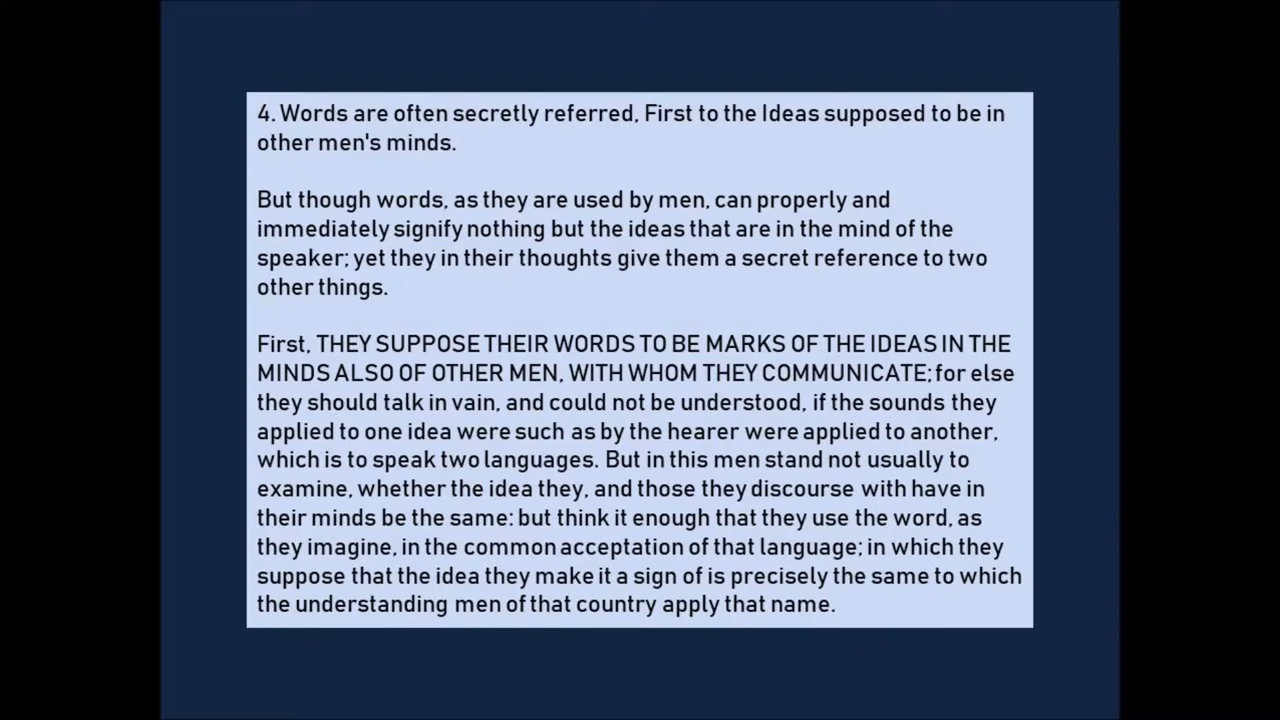 4. Words are often secretly referred, First to the Ideas supposed to be in
other men's minds.
But though words, as they are used by men, can properly and
immediately signify nothing but the ideas that are in the mind of the
speaker; yet they in their thoughts give them a secret reference to two
other things.
First, THEY SUPPOSE THEIR WORDS TO BE MARKS OF THE IDEAS IN THE
MINDS ALSO OF OTHER MEN, WITH WHOM THEY COMMUNICATE; for else
they should talk in vain, and could not be understood, if the sounds they
applied to one idea were such as by the hearer were applied to another,
which is to speak two languages. But in this men stand not usually to
examine, whether the idea they, and those they discourse with have in
their minds be the same: but think it enough that they use the word, as
they imagine, in the common acceptation of that language; in which they
suppose that the idea they make it a sign of is precisely the same to which
the understanding men of that country apply that name.